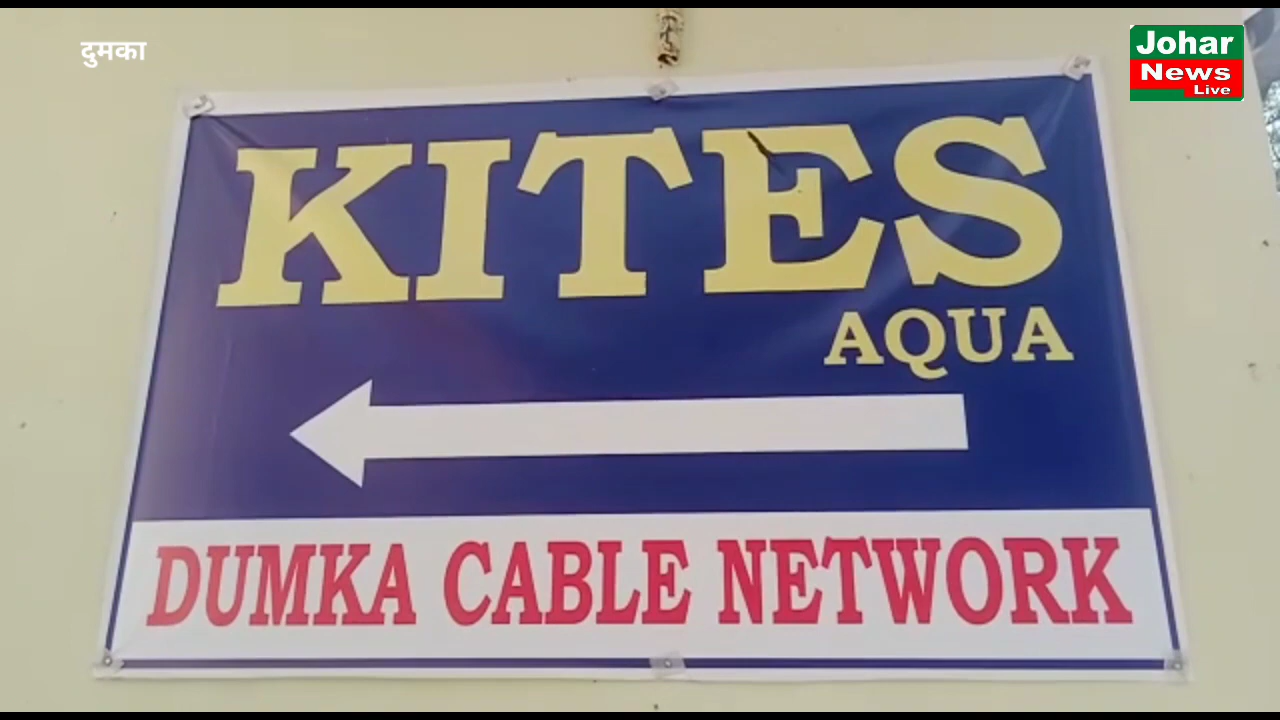 दुमका
Johar
News
Live
KITES
AQUA
DUMKA CABLE NETWORK